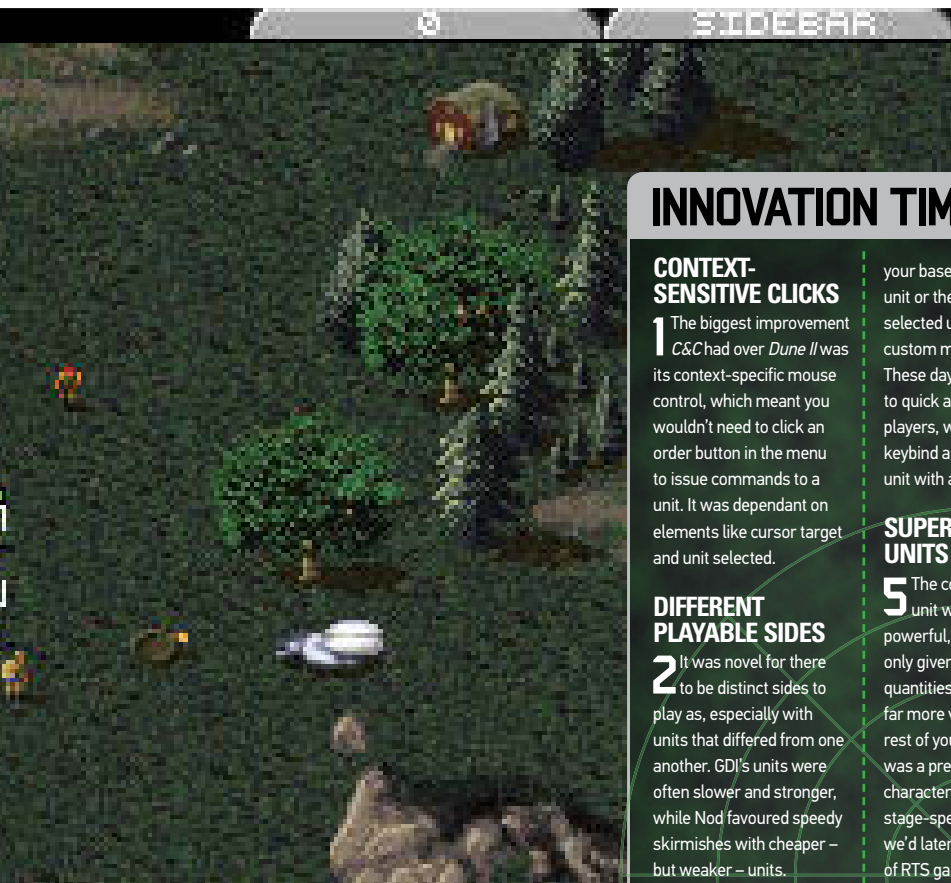 0
SIDEBAR
INNOVATION TIM
CONTEXT-
SENSITIVE CLICKS
1 The biggest improvement
C&C had over Dune II was
its context-specific mouse
control, which meant you
wouldn't need to click an
order button in the menu
to issue commands to a
unit. It was dependant on
elements like cursor target
and unit selected.
DIFFERENT
PLAYABLE SIDES
2 It was novel for there
to be distinct sides to
play as, especially with
units that differed from one
another. GDI's units were
often slower and stronger,
while Nod favoured speedy
skirmishes with cheaper –
but weaker – units.
your base
unit or the
selected u
custom m
These day
to quick a
players, w
keybind a
unit with a
SUPER
UNITS
5 The co
unit w
powerful,
only given
quantities
far more v
rest of you
was a pre
character
stage-spe
we'd later
of RTS ga